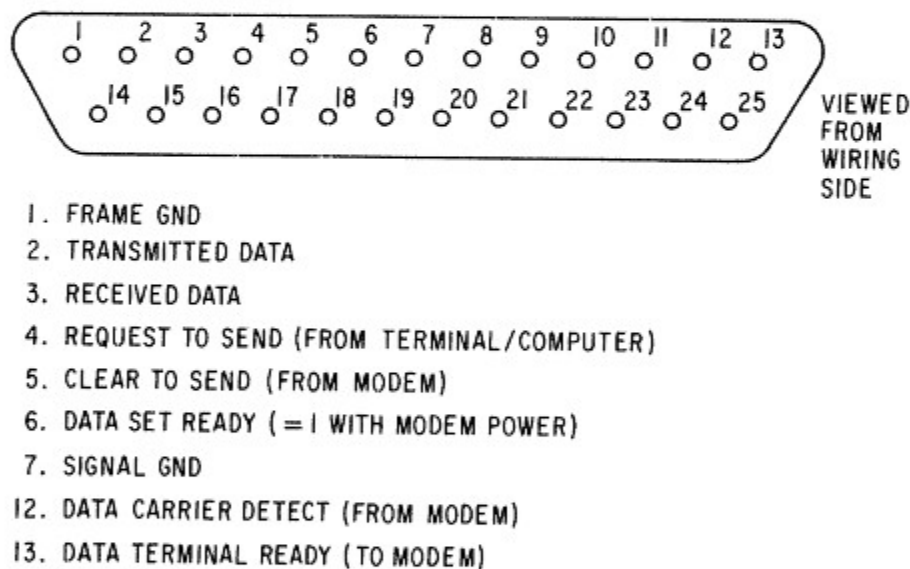 1 2 3 4 5 6 7 8 9 10 11 12 13
14 15 16 17 18 19 20 21 22 23 24 25
VIEWED
FROM
WIRING
SIDE
1. FRAME GND
2. TRANSMITTED DATA
3. RECEIVED DATA
4. REQUEST TO SEND (FROM TERMINAL/COMPUTER)
5. CLEAR TO SEND (FROM MODEM)
6. DATA SET READY (=1 WITH MODEM POWER)
7. SIGNAL GND
12. DATA CARRIER DETECT (FROM MODEM)
13. DATA TERMINAL READY (TO MODEM)